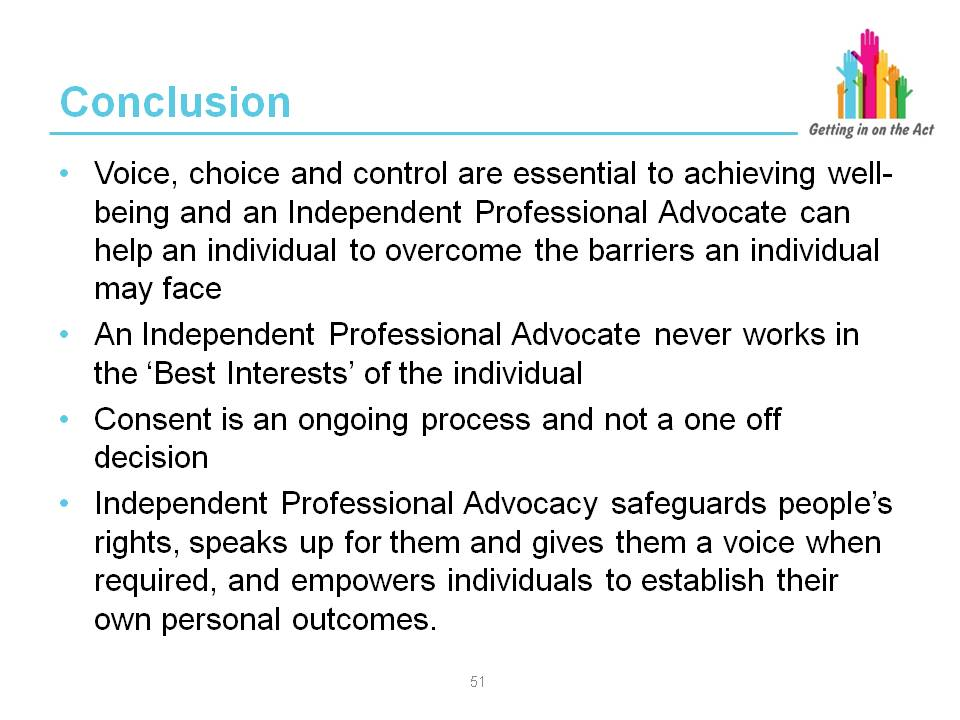 Getting in on the Act
Conclusion
• Voice, choice and control are essential to achieving well-
being and an Independent Professional Advocate can
help an individual to overcome the barriers an individual
may face
• An Independent Professional Advocate never works in
the ‘Best Interests’ of the individual
• Consent is an ongoing process and not a one off
decision
• Independent Professional Advocacy safeguards people’s
rights, speaks up for them and gives them a voice when
required, and empowers individuals to establish their
own personal outcomes.
51